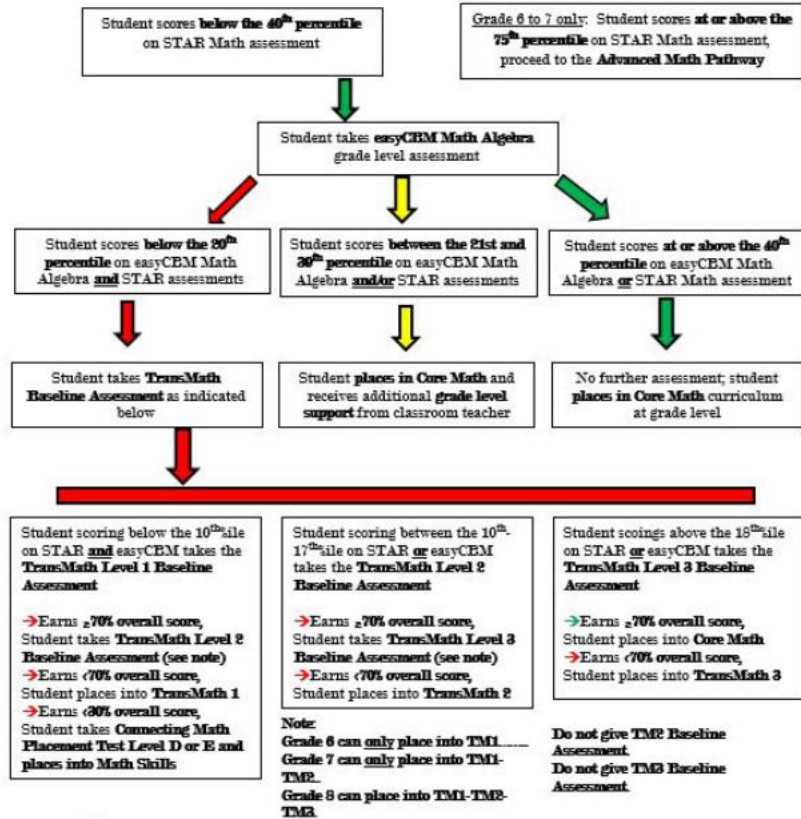 Student scores below the 40th percentile
on STAR Math assessment
Grade 6 to 7 only: Student scores at or above the
75th percentile on STAR Math assessment,
proceed to the Advanced Math Pathway
Student takes easyCBM Math Algebra
grade level assessment
Student scores below the 20th
percentile on easyCBM Math
Algebra and STAR assessments
Student scores between the 21st and
39th percentile on easyCBM Math
Algebra and/or STAR assessments
Student scores at or above the 40th
percentile on easyCBM Math
Algebra or STAR Math assessment
Student takes TransMath
Baseline Assessment as indicated
below
Student places in Core Math and
receives additional grade level
support from classroom teacher
No further assessment; student
places in Core Math curriculum
at grade level
Student scoring below the 10th%ile
on STAR and easyCBM takes the
TransMath Level 1 Baseline
Assessment
→Earns ≥70% overall score,
Student takes TransMath Level 2
Baseline Assessment (see note)
→Earns <70% overall score,
Student places into TransMath 1
→Earns <30% overall score,
Student takes Connecting Math
Placement Test Level D or E and
places into Math Skills
Student scoring between the 10th-
17th%ile on STAR or easyCBM
takes the TransMath Level 2
Baseline Assessment
→Earns ≥70% overall score,
Student takes TransMath Level 3
Baseline Assessment (see note)
→Earns <70% overall score,
Student places into TransMath 2
Student scoings above the 18th%ile
on STAR or easyCBM takes the
TransMath Level 3 Baseline
Assessment
→Earns ≥70% overall score,
Student places into Core Math
→Earns <70% overall score,
Student places into TransMath 3
Note:
Grade 6 can only place into TM1......
Grade 7 can only place into TM1-
TM2..
Grade 8 can place into TM1-TM2-
TM3.
Do not give TM2 Baseline
Assessment.
Do not give TM3 Baseline
Assessment.